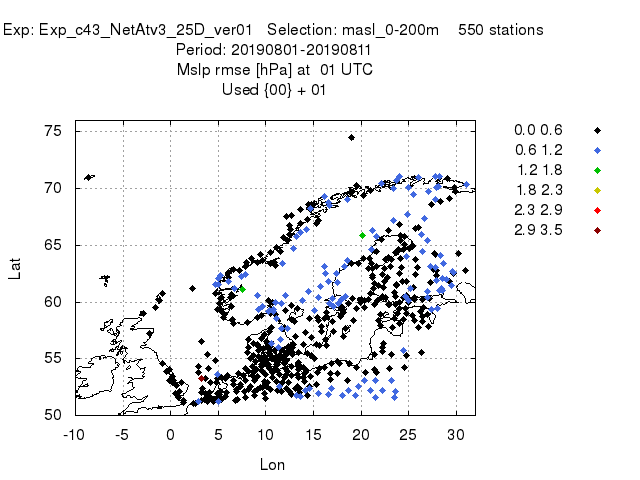 Exp: Exp_c43_NetAtv3_25D_ver01 Selection: masl_0-200m 550 stations
Period: 20190801-20190811
Mslp rmse [hPa] at 01 UTC
Used {00} + 01
0.0 0.6
0.6 1.2
1.2 1.8
1.8 2.3
2.3 2.9
2.9 3.5
75
70
65
60
55
50
Lat
-10 -5 0 5 10 15 20 25 30
Lon